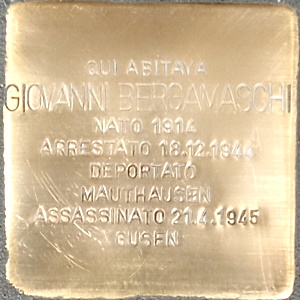 QUI ABITAVA
GIOVANNI BERGAMASCHI
NATO 1914
ARRESTATO 18.12.1944
DEPORTATO
MAUTHAUSEN
ASSASSINATO 21.4.1945
GUSEN